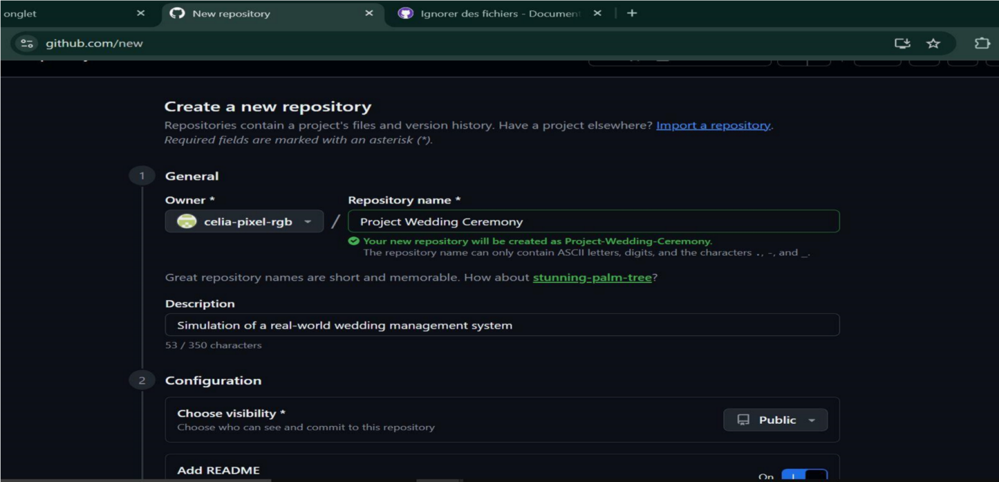 onglet
New repository
Ignorer des fichiers - Document
github.com/new
Create a new repository
Repositories contain a project's files and version history. Have a project elsewhere? Import a repository.
Required fields are marked with an asterisk (*).
1 General
Owner *
Repository name *
celia-pixel-rgb / Project Wedding Ceremony
Your new repository will be created as Project-Wedding-Ceremony.
The repository name can only contain ASCII letters, digits, and the characters ., -, and _.
Great repository names are short and memorable. How about stunning-palm-tree?
Description
Simulation of a real-world wedding management system
53 / 350 characters
2 Configuration
Choose visibility *
Choose who can see and commit to this repository
Public
Add README
On